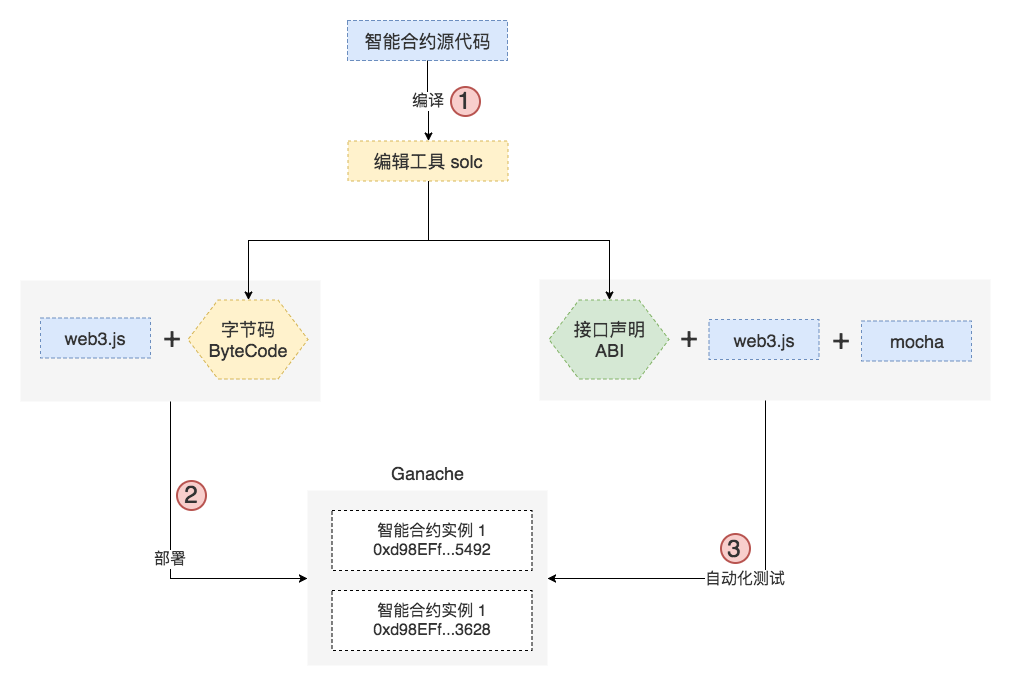 智能合约源代码
编译
1
编辑工具 solc
web3.js
+
字节码
ByteCode
接口声明
ABI
+
web3.js
+
mocha
Ganache
2
部署
智能合约实例 1
0xd98EFf...5492
3
自动化测试
智能合约实例 1
0xd98EFf...3628